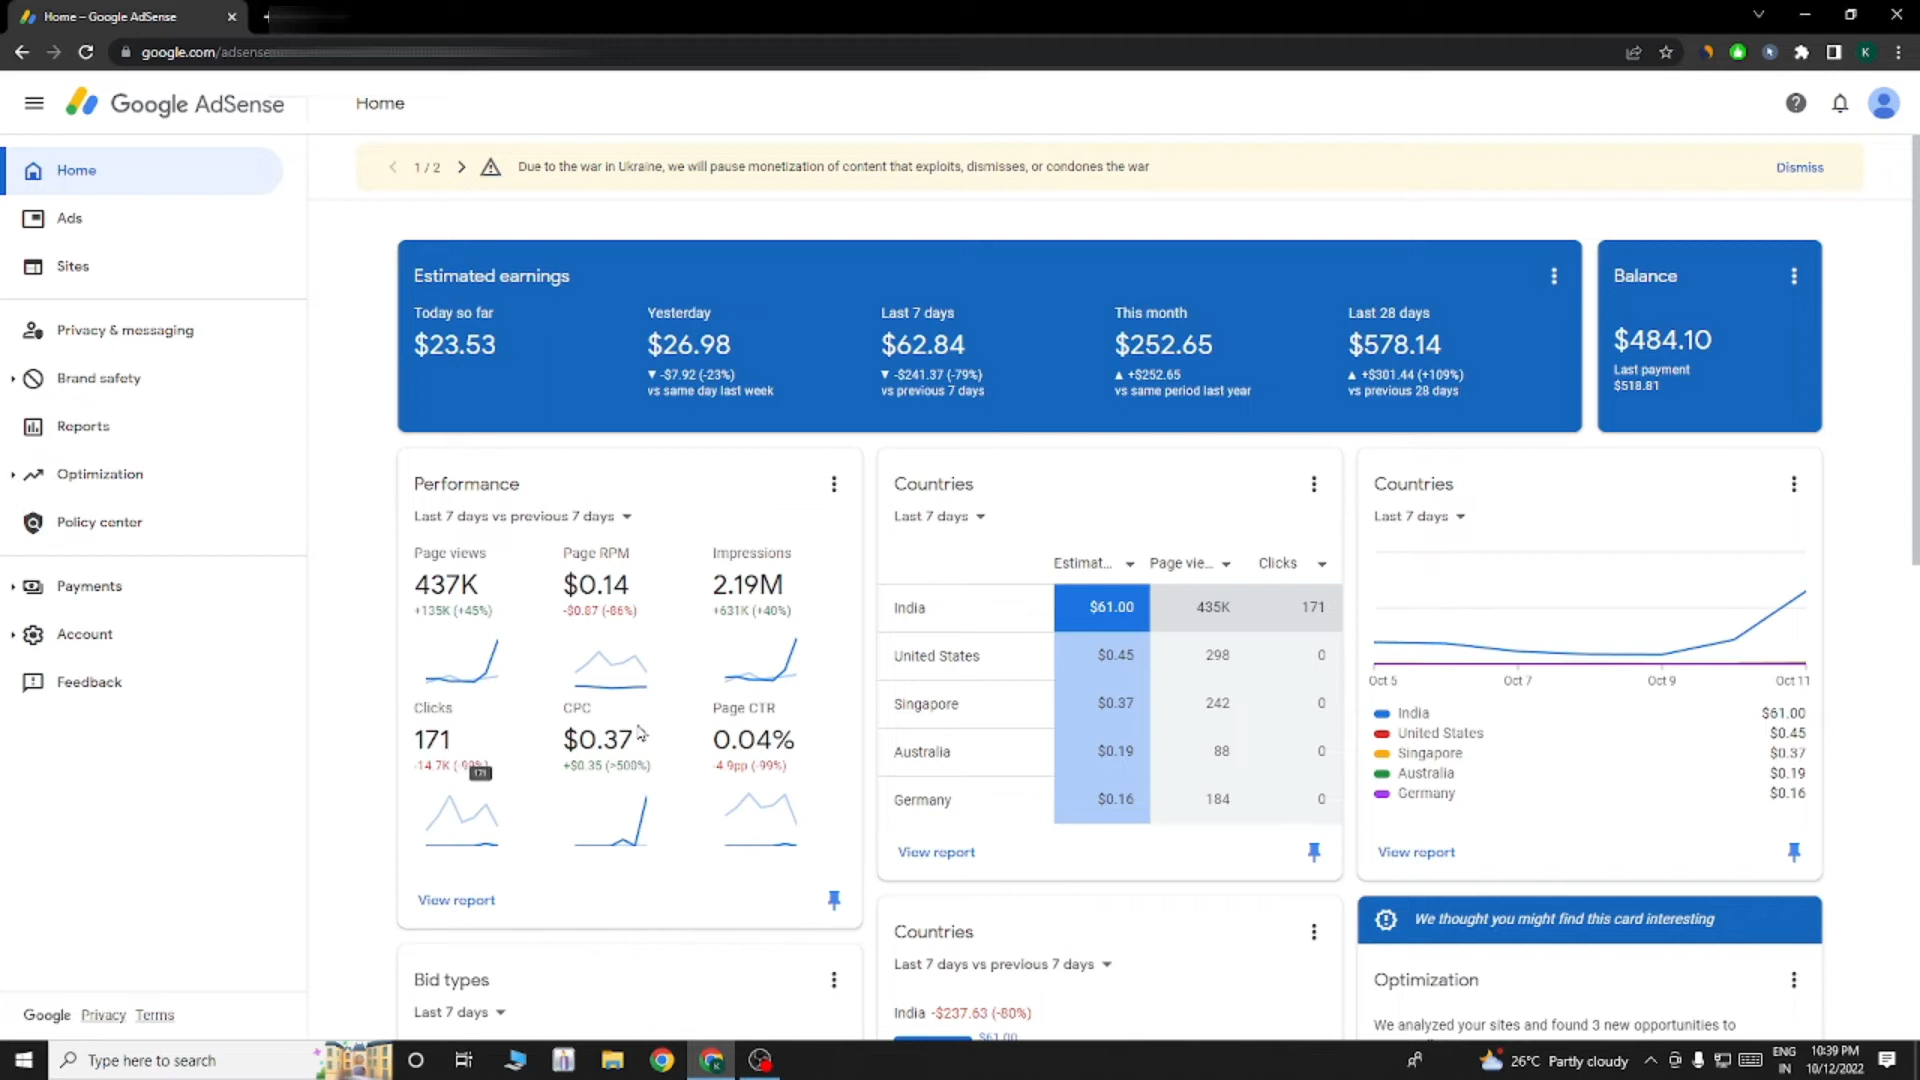 Home – Google AdSense
google.com/adsense
Google AdSense
Home
Home
Ads
Sites
Privacy & messaging
Brand safety
Reports
Optimization
Policy center
Payments
Account
Feedback
Google Privacy Terms
1 / 2
Due to the war in Ukraine, we will pause monetization of content that exploits, dismisses, or condones the war
Dismiss
Estimated earnings
Today so far
$23.53
Yesterday
$26.98
▼ -$7.92 (-23%)
vs same day last week
Last 7 days
$62.84
▼ -$241.37 (-79%)
vs previous 7 days
This month
$252.65
▲ +$252.65
vs same period last year
Last 28 days
$578.14
▲ +$301.44 (+109%)
vs previous 28 days
Balance
$484.10
Last payment
$518.81
Performance
Last 7 days vs previous 7 days
Page views
437K
+135K (+45%)
Page RPM
$0.14
-$0.87 (-86%)
Impressions
2.19M
+631K (+40%)
Clicks
171
-14.7K
171
CPC
$0.37
+$0.35 (>500%)
Page CTR
0.04%
-4.9pp (-99%)
View report
Countries
Last 7 days
Estimat... Page vie... Clicks
India $61.00 435K 171
United States $0.45 298 0
Singapore $0.37 242 0
Australia $0.19 88 0
Germany $0.16 184 0
View report
Countries
Last 7 days
Oct 5 Oct 7 Oct 9 Oct 11
India $61.00
United States $0.45
Singapore $0.37
Australia $0.19
Germany $0.16
View report
Bid types
Last 7 days
Countries
Last 7 days vs previous 7 days
India -$237.63 (-80%)
$61.00
We thought you might find this card interesting
Optimization
We analyzed your sites and found 3 new opportunities to
Type here to search
26°C Partly cloudy
ENG
IN
10:39 PM
10/12/2022
K